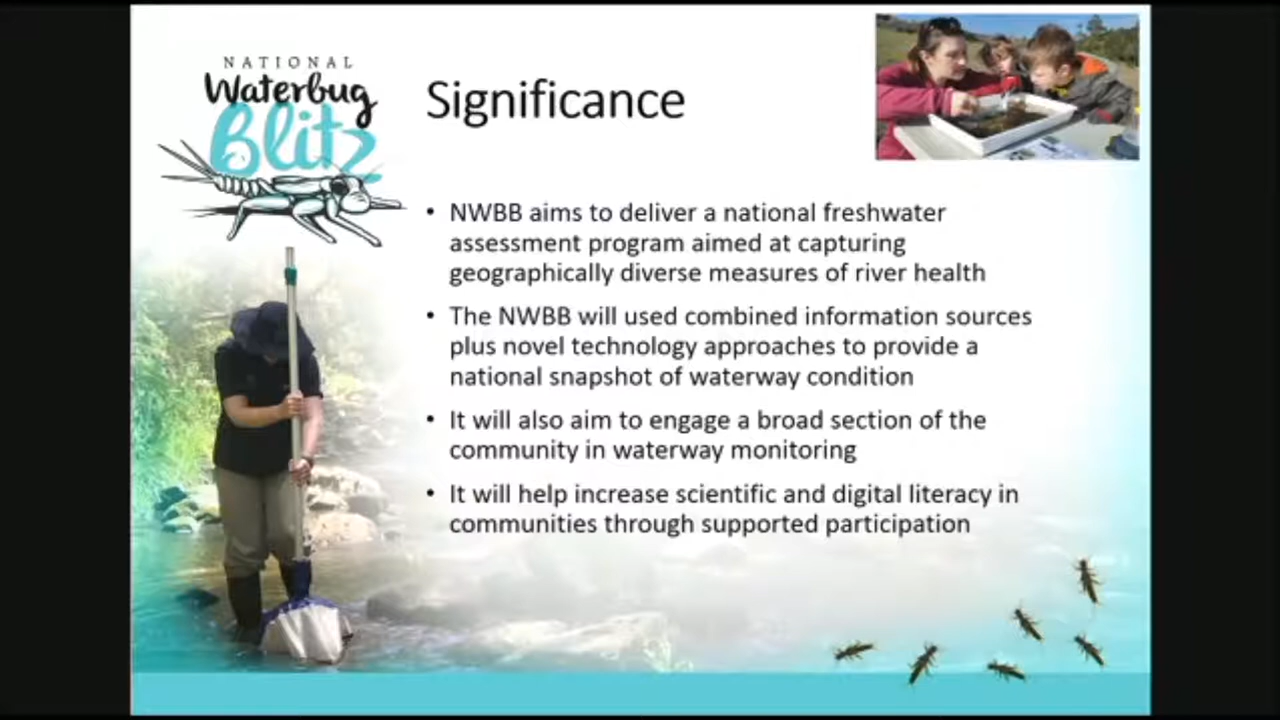 NATIONAL
Waterbug
Blitz
Significance
• NWBB aims to deliver a national freshwater
assessment program aimed at capturing
geographically diverse measures of river health
• The NWBB will used combined information sources
plus novel technology approaches to provide a
national snapshot of waterway condition
• It will also aim to engage a broad section of the
community in waterway monitoring
• It will help increase scientific and digital literacy in
communities through supported participation